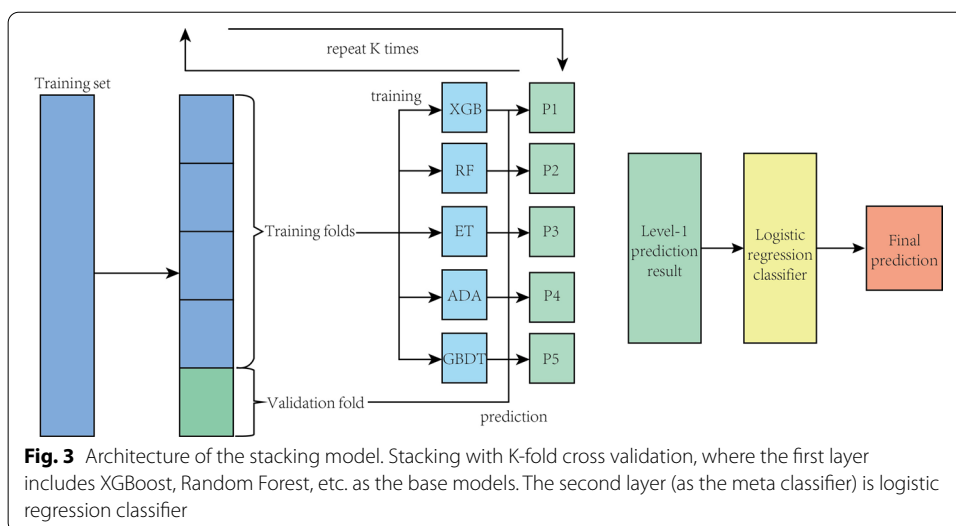 repeat K times
Training set
training
XGB
P1
RF
P2
Training folds
ET
P3
ADA
P4
GBDT
P5
Validation fold
prediction
Level-1
prediction
result
Logistic
regression
classifier
Final
prediction
Fig. 3 Architecture of the stacking model. Stacking with K-fold cross validation, where the first layer
includes XGBoost, Random Forest, etc. as the base models. The second layer (as the meta classifier) is logistic
regression classifier